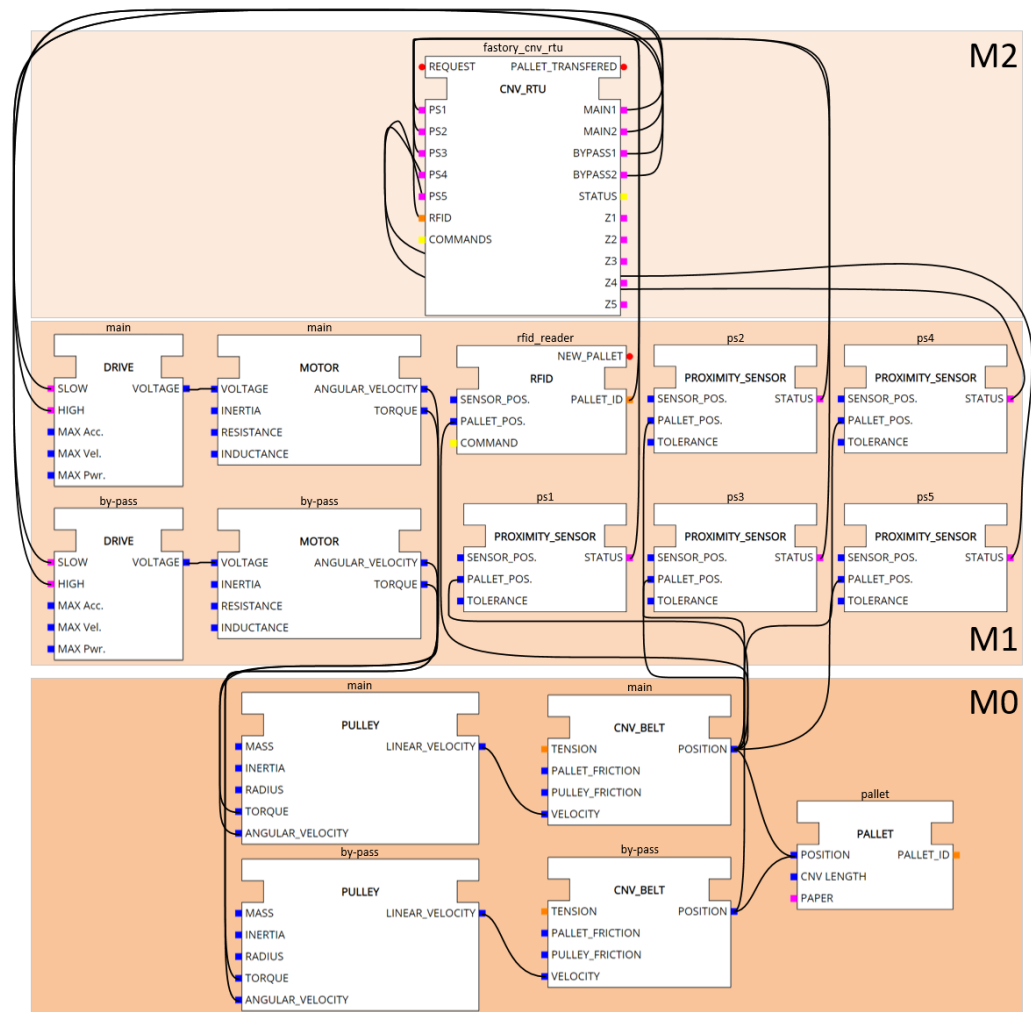 M2
fastory_cnv_rtu
REQUEST PALLET_TRANSFERED
CNV_RTU
PS1 MAIN1
PS2 MAIN2
PS3 BYPASS1
PS4 BYPASS2
PS5 STATUS
RFID Z1
COMMANDS Z2
Z3
Z4
Z5
main main rfid_reader ps2 ps4
NEW_PALLET
DRIVE MOTOR RFID PROXIMITY_SENSOR PROXIMITY_SENSOR
SLOW VOLTAGE VOLTAGE ANGULAR_VELOCITY SENSOR_POS. PALLET_ID SENSOR_POS. STATUS SENSOR_POS. STATUS
HIGH INERTIA TORQUE PALLET_POS. PALLET_POS. PALLET_POS.
MAX Acc. RESISTANCE COMMAND TOLERANCE TOLERANCE
MAX Vel. INDUCTANCE
MAX Pwr.
by-pass by-pass ps1 ps3 ps5
DRIVE MOTOR PROXIMITY_SENSOR PROXIMITY_SENSOR PROXIMITY_SENSOR
SLOW VOLTAGE VOLTAGE ANGULAR_VELOCITY SENSOR_POS. STATUS SENSOR_POS. STATUS SENSOR_POS. STATUS
HIGH INERTIA TORQUE PALLET_POS. PALLET_POS. PALLET_POS.
MAX Acc. RESISTANCE TOLERANCE TOLERANCE TOLERANCE
MAX Vel. INDUCTANCE
MAX Pwr.
M1
M0
main main
PULLEY CNV_BELT
MASS LINEAR_VELOCITY TENSION POSITION
INERTIA PALLET_FRICTION
RADIUS PULLEY_FRICTION
TORQUE VELOCITY
ANGULAR_VELOCITY
pallet
PALLET
POSITION PALLET_ID
CNV LENGTH
PAPER
by-pass by-pass
PULLEY CNV_BELT
MASS LINEAR_VELOCITY TENSION POSITION
INERTIA PALLET_FRICTION
RADIUS PULLEY_FRICTION
TORQUE VELOCITY
ANGULAR_VELOCITY